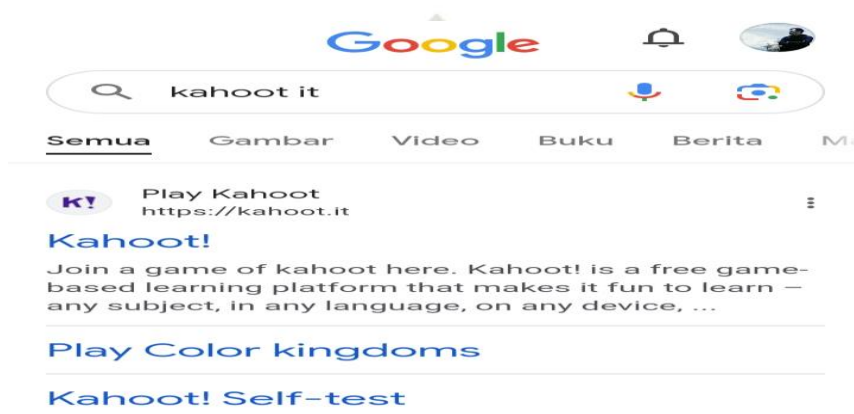 Google
kahoot it
Semua Gambar Video Buku Berita
K! Play Kahoot
https://kahoot.it
Kahoot!
Join a game of kahoot here. Kahoot! is a free game-
based learning platform that makes it fun to learn –
any subject, in any language, on any device, ...
Play Color kingdoms
Kahoot! Self-test